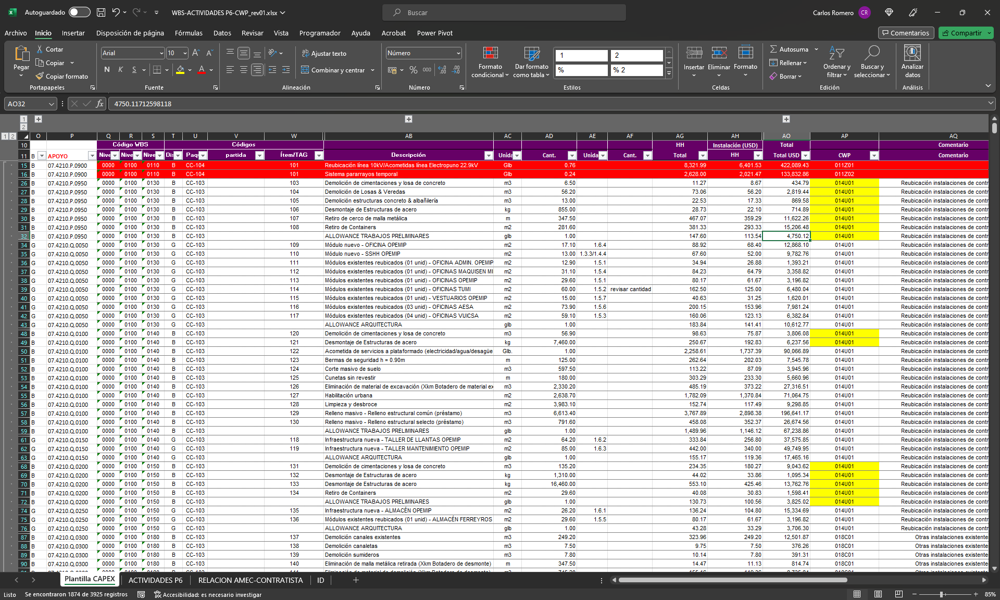 Autoguardado WBS-ACTIVIDADES P6-CWP_rev01.xlsx Buscar Carlos Romero CR
Archivo Inicio Insertar Disposición de página Fórmulas Datos Revisar Vista Programador Ayuda Acrobat Power Pivot Comentarios Compartir
Pegar Cortar Copiar Copiar formato Portapapeles
Arial 10 N K S Fuente
Ajustar texto Combinar y centrar Alineación
Número % 000 Número
Formato condicional Dar formato como tabla 1 2 % % 2 Estilos
Insertar Eliminar Formato Celdas
Autosuma Rellenar Borrar Ordenar y filtrar Buscar y seleccionar Edición
Analizar datos Análisis
AO32 fx 4750.11712598118
1
2
1 2 O P Q R S T U V W AB AC AD AE AF AG AH AO AP AQ
10 Código WBS Códigos HH Instalación (USD) Total Comentario
11 B APOYO Nive Nive Nive Dis Paq partida Ítem/TAG Descripción Unida Cant. Unida Cant. Total HH Total USD CWP Comentario
15 B 07.4210.P.0900 0000 0100 0110 B CC-104 101 Reubicación línea 10kV/Acometidas línea Electropuno 22.9kV Glb 0.76 8,321.99 6,401.53 422,089.43 011Z01
16 B 07.4210.P.0900 0000 0100 0110 B CC-104 101 Sistema pararrayos temporal Glb 0.24 2,628.00 2,021.47 133,832.86 011Z02
26 B 07.4210.P.0950 0000 0100 0130 B CC-103 103 Demolición de cimentaciones y losa de concreto m3 6.50 11.27 8.67 434.79 014U01 Reubicación instalaciones de contr
27 B 07.4210.P.0950 0000 0100 0130 B CC-103 104 Demolición de Losas & Veredas m3 56.20 73.06 56.20 2,819.44 014U01 Reubicación instalaciones de contr
28 B 07.4210.P.0950 0000 0100 0130 B CC-103 105 Demolición estructuras concreto & albañilería m3 13.00 22.53 17.33 869.58 014U01 Reubicación instalaciones de contr
29 B 07.4210.P.0950 0000 0100 0130 B CC-103 106 Desmontaje de Estructuras de acero kg 855.00 28.73 22.10 714.89 014U01 Reubicación instalaciones de contr
30 B 07.4210.P.0950 0000 0100 0130 B CC-103 107 Retiro de cerco de malla metálica m 347.50 467.07 359.29 11,622.26 014U01 Reubicación instalaciones de contr
31 B 07.4210.P.0950 0000 0100 0130 B CC-103 108 Retiro de Containers m2 281.60 381.33 293.33 15,206.48 014U01 Reubicación instalaciones de contr
32 B 07.4210.P.0950 0000 0100 0130 B CC-103 ALLOWANCE TRABAJOS PRELIMINARES glb 1.00 147.60 113.54 4,750.12 014U01 Reubicación instalaciones de contr
34 G 07.4210.Q.0050 0000 0100 0130 G CC-103 109 Módulo nuevo - OFICINA OPEMIP m2 17.10 1.6.4 88.92 68.40 12,868.10 014U01 Reubicación instalaciones de contr
35 G 07.4210.Q.0050 0000 0100 0130 G CC-103 110 Módulo nuevo - SSHH OPEMIP m2 13.00 1.3.3/1.4.4 67.60 52.00 9,782.76 014U01 Reubicación instalaciones de contr
36 G 07.4210.Q.0050 0000 0100 0130 G CC-103 111 Módulos existentes reubicados (01 unid) - OFICINA ADMIN. OPEMIP m2 12.90 1.5.1 34.94 26.88 1,393.21 014U01 Reubicación instalaciones de contr
37 G 07.4210.Q.0050 0000 0100 0130 G CC-103 112 Módulos existentes reubicados (01 unid) - OFICINAS MAQUISEN MI m2 31.10 1.5.4 84.23 64.79 3,358.82 014U01 Reubicación instalaciones de contr
38 G 07.4210.Q.0050 0000 0100 0130 G CC-103 113 Módulos existentes reubicados (01 unid) - OFICINAS OPEMIP m2 29.60 1.5.1 80.17 61.67 3,196.82 014U01 Reubicación instalaciones de contr
39 G 07.4210.Q.0050 0000 0100 0130 G CC-103 114 Módulos existentes reubicados (01 unid) - OFICINAS TUMI m2 60.00 1.5.2 revisar cantidad 162.50 125.00 6,480.04 014U01 Reubicación instalaciones de contr
40 G 07.4210.Q.0050 0000 0100 0130 G CC-103 115 Módulos existentes reubicados (01 unid) - VESTUARIOS OPEMIP m2 15.00 1.5.7 40.63 31.25 1,620.01 014U01 Reubicación instalaciones de contr
41 G 07.4210.Q.0050 0000 0100 0130 G CC-103 116 Módulos existentes reubicados (03 unid) - OFICINAS AESA m2 73.90 1.5.6 200.15 153.96 7,981.24 014U01 Reubicación instalaciones de contr
42 G 07.4210.Q.0050 0000 0100 0130 G CC-103 117 Módulos existentes reubicados (04 unid) - OFICINAS VIJICSA m2 59.10 1.5.3 160.06 123.13 6,382.84 014U01 Reubicación instalaciones de contr
43 G 07.4210.Q.0050 0000 0100 0130 G CC-103 ALLOWANCE ARQUITECTURA glb 1.00 183.84 141.41 10,612.77 014U01 Reubicación instalaciones de contr
48 B 07.4210.Q.0100 0000 0100 0140 B CC-103 120 Demolición de cimentaciones y losa de concreto m3 56.90 98.63 75.87 3,806.08 014U01 Reubicación instalaciones de contr
49 B 07.4210.Q.0100 0000 0100 0140 B CC-103 121 Desmontaje de Estructuras de acero kg 7,460.00 250.67 192.83 6,237.56 014U01 Reubicación instalaciones de contr
50 B 07.4210.Q.0100 0000 0100 0140 B CC-103 122 Acometida de servicios a plataformado (electricidad/agua/desagüe Glb. 1.00 2,258.61 1,737.39 90,066.89 014U01 Reubicación instalaciones de contr
51 B 07.4210.Q.0100 0000 0100 0140 B CC-103 123 Bermas de seguridad h = 0.90m m 125.00 262.64 202.03 7,545.78 014U01 Reubicación instalaciones de contr
52 B 07.4210.Q.0100 0000 0100 0140 B CC-103 124 Corte masivo de suelo m3 597.50 113.22 87.09 3,945.96 014U01 Reubicación instalaciones de contr
53 B 07.4210.Q.0100 0000 0100 0140 B CC-103 125 Cunetas sin revestir m 180.00 303.29 233.30 5,660.96 014U01 Reubicación instalaciones de contr
54 B 07.4210.Q.0100 0000 0100 0140 B CC-103 126 Eliminación de material de excavación (Xkm Botadero de material ex m3 2,330.20 485.19 373.22 27,316.51 014U01 Reubicación instalaciones de contr
55 B 07.4210.Q.0100 0000 0100 0140 B CC-103 127 Habilitación urbana m2 2,638.70 1,782.09 1,370.84 71,064.75 014U01 Reubicación instalaciones de contr
56 B 07.4210.Q.0100 0000 0100 0140 B CC-103 128 Limpieza y desbroce m2 3,983.10 152.74 117.49 9,298.85 014U01 Reubicación instalaciones de contr
57 B 07.4210.Q.0100 0000 0100 0140 B CC-103 129 Relleno masivo - Relleno estructural común (préstamo) m3 6,613.40 3,767.89 2,898.38 196,641.17 014U01 Reubicación instalaciones de contr
58 B 07.4210.Q.0100 0000 0100 0140 B CC-103 130 Relleno masivo - Relleno estructural selecto (préstamo) m3 791.60 458.08 352.37 26,674.56 014U01 Reubicación instalaciones de contr
59 B 07.4210.Q.0100 0000 0100 0140 B CC-103 ALLOWANCE TRABAJOS PRELIMINARES glb 1.00 1,489.96 1,146.12 67,238.86 014U01 Reubicación instalaciones de contr
61 G 07.4210.Q.0150 0000 0100 0140 G CC-103 118 Infraestructura nueva - TALLER DE LLANTAS OPEMIP m2 64.20 1.6.2 333.84 256.80 37,575.85 014U01 Reubicación instalaciones de contr
62 G 07.4210.Q.0150 0000 0100 0140 G CC-103 119 Infraestructura nueva - TALLER MANTENIMIENTO OPEMIP m2 85.00 1.6.3 442.00 340.00 49,749.95 014U01 Reubicación instalaciones de contr
63 G 07.4210.Q.0150 0000 0100 0140 G CC-103 ALLOWANCE ARQUITECTURA glb 1.00 155.17 119.36 17,465.16 014U01 Reubicación instalaciones de contr
68 B 07.4210.Q.0200 0000 0100 0150 B CC-103 131 Demolición de cimentaciones y losa de concreto m3 135.20 234.35 180.27 9,043.62 014U01 Reubicación instalaciones de contr
69 B 07.4210.Q.0200 0000 0100 0150 B CC-103 132 Desmontaje de Estructuras de acero kg 1,310.00 44.02 33.86 1,095.34 014U01 Reubicación instalaciones de contr
70 B 07.4210.Q.0200 0000 0100 0150 B CC-103 133 Desmontaje de Estructuras de acero kg 16,460.00 553.10 425.46 13,762.76 014U01 Reubicación instalaciones de contr
71 B 07.4210.Q.0200 0000 0100 0150 B CC-103 134 Retiro de Containers m2 29.60 40.08 30.83 1,598.41 014U01 Reubicación instalaciones de contr
72 B 07.4210.Q.0200 0000 0100 0150 B CC-103 ALLOWANCE TRABAJOS PRELIMINARES glb 1.00 130.73 100.56 3,825.02 014U01 Reubicación instalaciones de contr
74 G 07.4210.Q.0250 0000 0100 0150 G CC-103 135 Infraestructura nueva - ALMACÉN OPEMIP m2 26.20 1.6.1 136.24 104.80 15,334.69 014U01 Reubicación instalaciones de contr
75 G 07.4210.Q.0250 0000 0100 0150 G CC-103 136 Módulos existentes reubicados (01 unid) - ALMACÉN FERREYROS m2 29.60 1.5.5 80.17 61.67 3,196.82 014U01 Reubicación instalaciones de contr
76 G 07.4210.Q.0250 0000 0100 0150 G CC-103 ALLOWANCE ARQUITECTURA glb 1.00 43.28 33.29 3,706.30 014U01 Reubicación instalaciones de contr
87 B 07.4210.Q.0300 0000 0100 0180 B CC-103 137 Demolición canales existentes m3 249.20 323.96 249.20 12,501.87 018C01 Otras instalaciones existente
88 B 07.4210.Q.0300 0000 0100 0180 B CC-103 138 Demolición canaletas m3 7.50 9.75 7.50 376.26 018C01 Otras instalaciones existente
89 B 07.4210.Q.0300 0000 0100 0180 B CC-103 139 Demolición sumideros m3 7.80 10.14 7.80 391.31 018C01 Otras instalaciones existente
90 B 07.4210.Q.0300 0000 0100 0180 B CC-103 140 Eliminación de malla metálica retirada (Xkm Botadero de desmonte) m 347.50 14.47 11.13 814.74 018C01 Otras instalaciones existente
Plantilla CAPEX ACTIVIDADES P6 RELACION AMEC-CONTRATISTA ID
Listo Se encontraron 1874 de 3925 registros Accesibilidad: es necesario investigar 85%